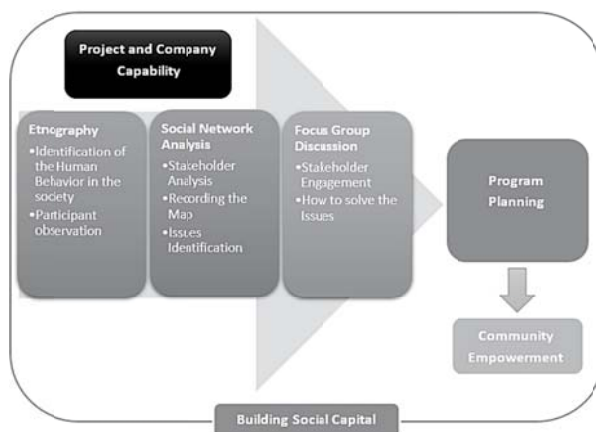 Project and Company
Capability
Etnography
•Identification of
the Human
Behavior in the
society
•Participant
observation
Social Network
Analysis
•Stakeholder
Analysis
•Recording the
Map
•Issues
Identification
Focus Group
Discussion
•Stakeholder
Engagement
•How to solve the
Issues
Program
Planning
Community
Empowerment
Building Social Capital